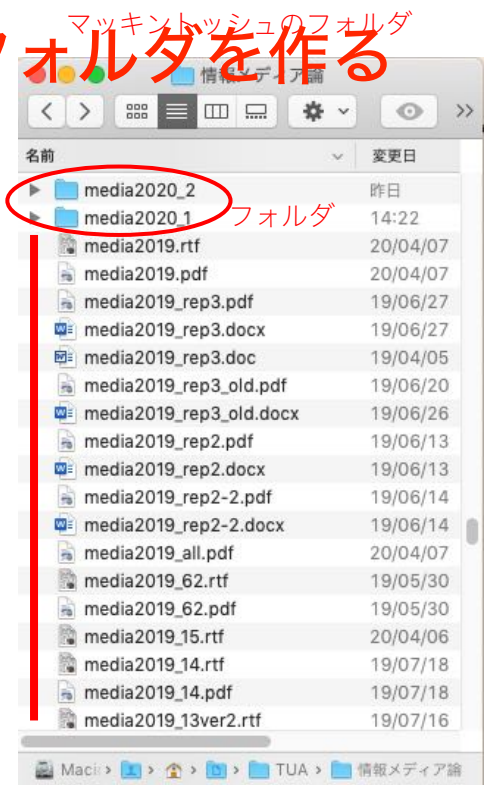 マッキントッシュのフォルダ
フォルダを作る
情報メディア論
名前 変更日
media2020_2 昨日
media2020_1 14:22
フォルダ
media2019.rtf 20/04/07
media2019.pdf 20/04/07
media2019_rep3.pdf 19/06/27
media2019_rep3.docx 19/06/27
media2019_rep3.doc 19/04/05
media2019_rep3_old.pdf 19/06/20
media2019_rep3_old.docx 19/06/26
media2019_rep2.pdf 19/06/13
media2019_rep2.docx 19/06/13
media2019_rep2-2.pdf 19/06/14
media2019_rep2-2.docx 19/06/14
media2019_all.pdf 20/04/07
media2019_62.rtf 19/05/30
media2019_62.pdf 19/05/30
media2019_15.rtf 20/04/06
media2019_14.rtf 19/07/18
media2019_14.pdf 19/07/18
media2019_13ver2.rtf 19/07/16
TUA 情報メディア論